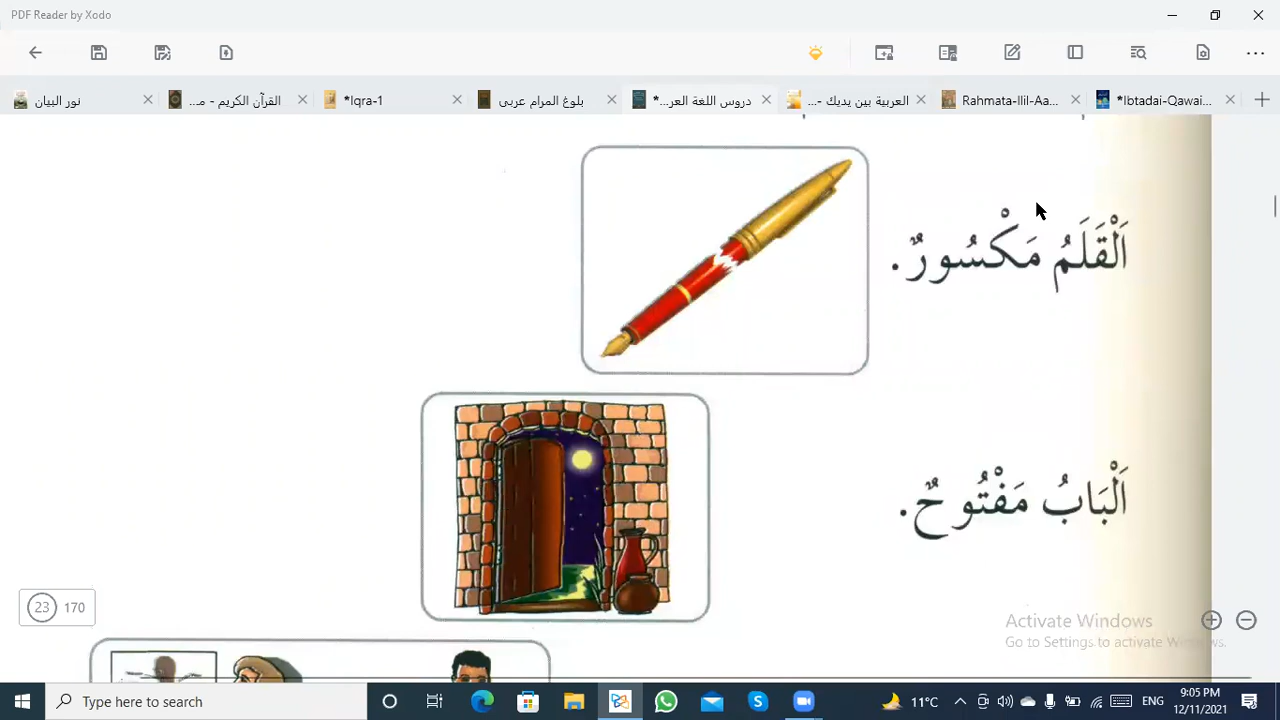 PDF Reader by Xodo
نور البيان
القرآن الكريم - مـ...
*Iqra-1
بلوغ المرام عربى
دروس اللغة العر...*
العربية بين يديك -...
Rahmata-Ilil-Aa...
*Ibtadai-Qawai...
اَلْقَلَمُ مَكْسُورٌ.
اَلْبَابُ مَفْتُوحٌ.
23 170
Activate Windows
Go to Settings to activate Windows.
Type here to search
11°C
ENG
9:05 PM
12/11/2021